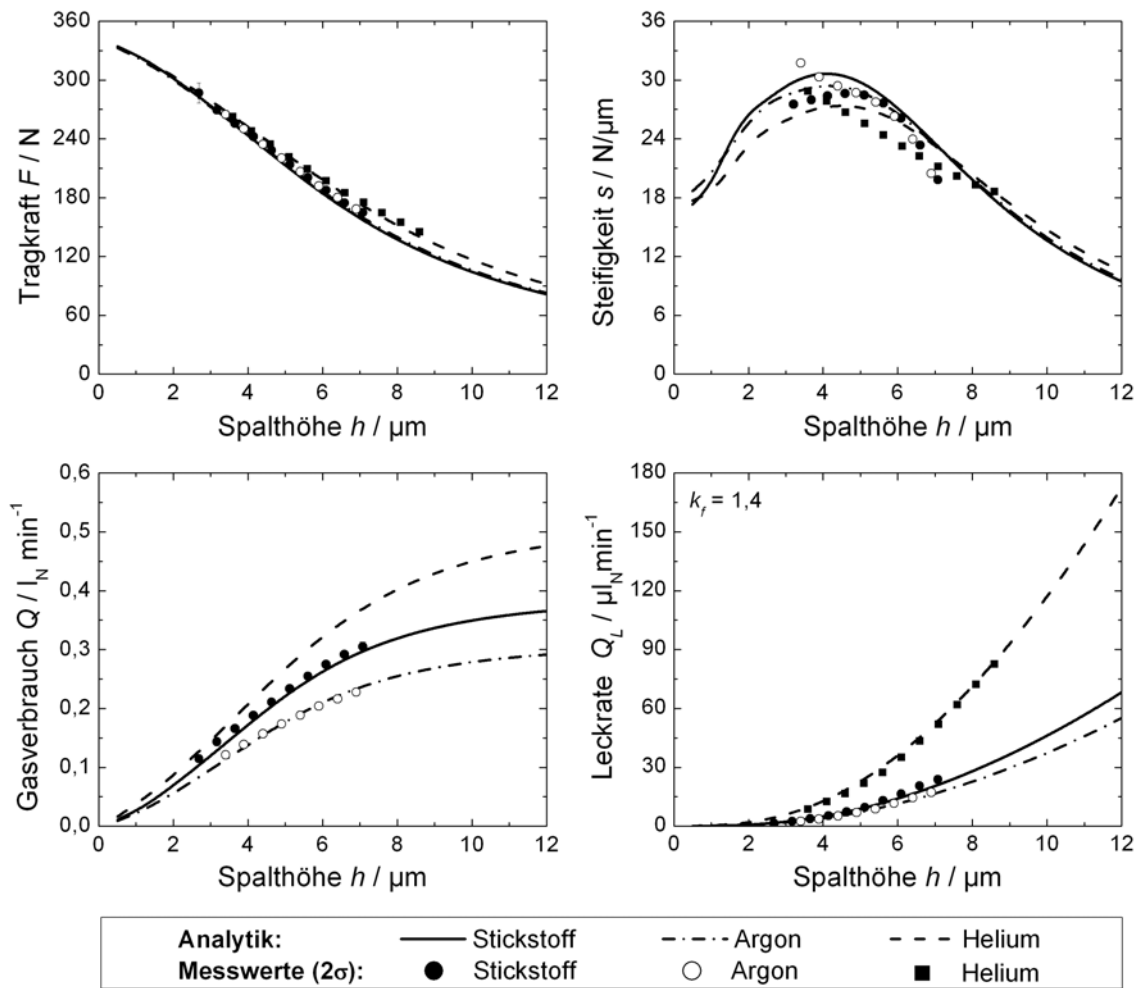 360
300
240
180
120
60
0
Tragkraft F / N
0 2 4 6 8 10 12
Spalthöhe h / µm
36
30
24
18
12
6
0
Steifigkeit s / N/µm
0 2 4 6 8 10 12
Spalthöhe h / µm
0,6
0,5
0,4
0,3
0,2
0,1
0,0
Gasverbrauch Q / l_N min⁻¹
0 2 4 6 8 10 12
Spalthöhe h / µm
180
150
120
90
60
30
0
Leckrate Q_L / µl_N min⁻¹
k_f = 1,4
0 2 4 6 8 10 12
Spalthöhe h / µm
Analytik: Stickstoff Argon Helium
Messwerte (2σ): Stickstoff Argon Helium